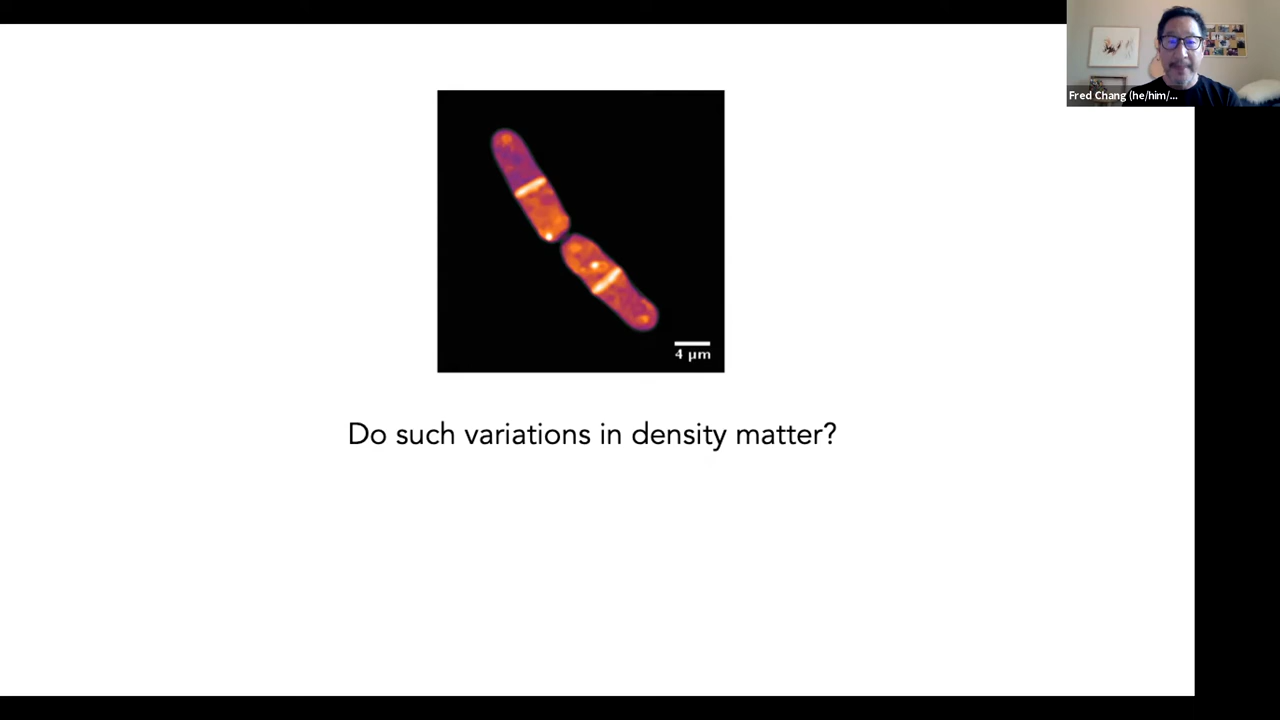 Fred Chang (he/him/...
4 μm
Do such variations in density matter?